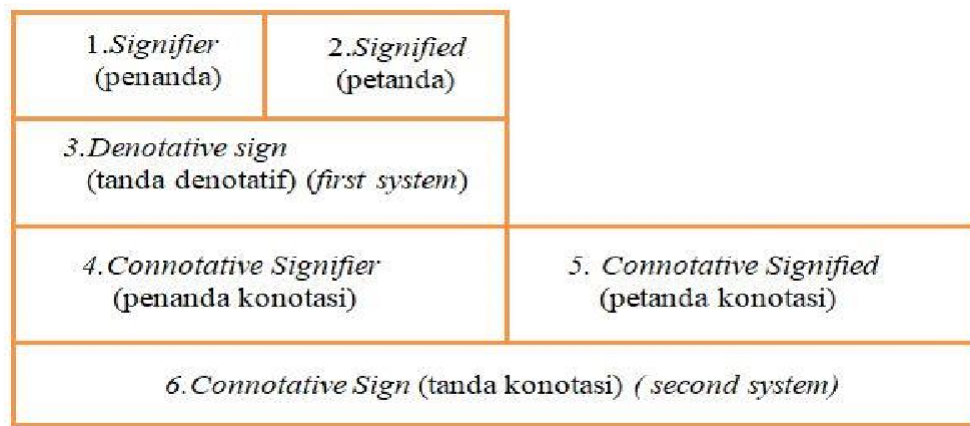 1.Signifier
(penanda)
2.Signified
(petanda)
3.Denotative sign
(tanda denotatif) (first system)
4.Connotative Signifier
(penanda konotasi)
5. Connotative Signified
(petanda konotasi)
6.Connotative Sign (tanda konotasi) ( second system)